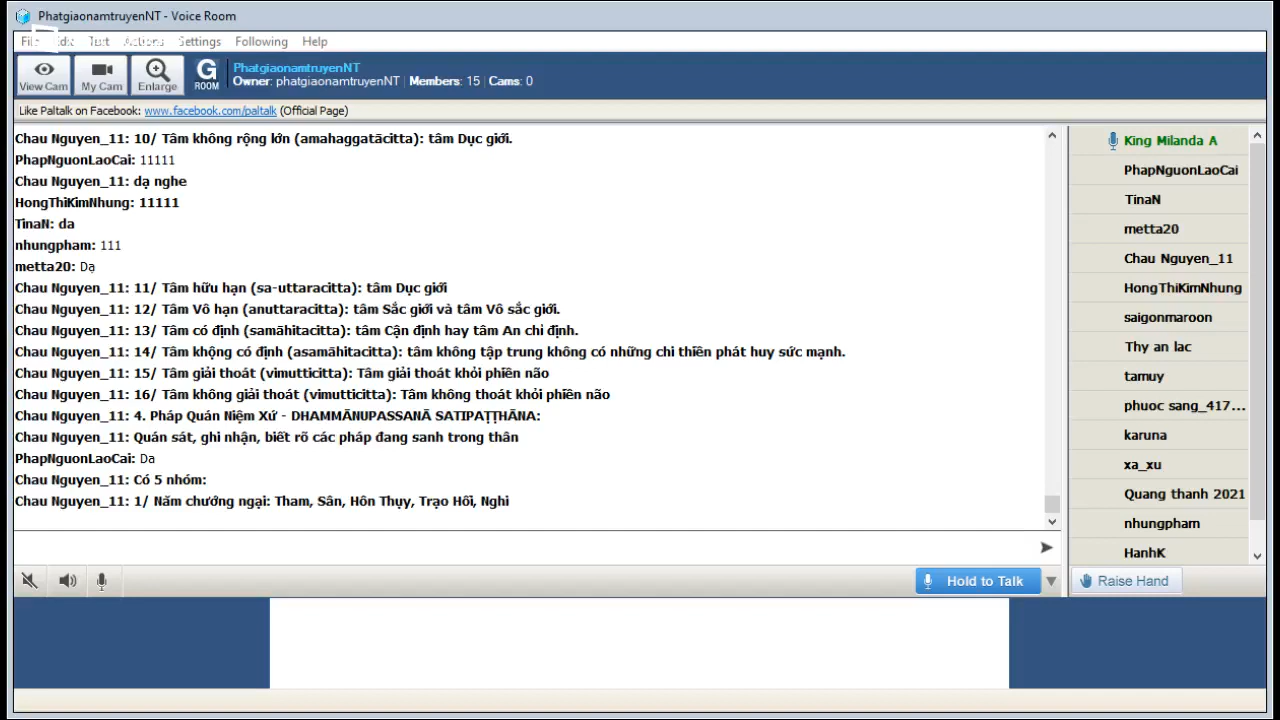 PhatgiaonamtruyenNT - Voice Room
Settings Following Help
View Cam
My Cam
Enlarge
G ROOM
PhatgiaonamtruyenNT
Owner: phatgiaonamtruyenNT | Members: 15 | Cams: 0
Like Paltalk on Facebook: www.facebook.com/paltalk (Official Page)
Chau Nguyen_11: 10/ Tâm không rộng lớn (amahaggatācitta): tâm Dục giới.
PhapNguonLaoCai: 11111
Chau Nguyen_11: dạ nghe
HongThiKimNhung: 11111
TinaN: da
nhungpham: 111
metta20: Dạ
Chau Nguyen_11: 11/ Tâm hữu hạn (sa-uttaracitta): tâm Dục giới
Chau Nguyen_11: 12/ Tâm Vô hạn (anuttaracitta): tâm Sắc giới và tâm Vô sắc giới.
Chau Nguyen_11: 13/ Tâm có định (samāhitacitta): tâm Cận định hay tâm An chỉ định.
Chau Nguyen_11: 14/ Tâm khộng có định (asamāhitacitta): tâm không tập trung không có những chi thiền phát huy sức mạnh.
Chau Nguyen_11: 15/ Tâm giải thoát (vimutticitta): Tâm giải thoát khỏi phiền não
Chau Nguyen_11: 16/ Tâm không giải thoát (vimutticitta): Tâm không thoát khỏi phiền não
Chau Nguyen_11: 4. Pháp Quán Niệm Xứ - DHAMMĀNUPASSANĀ SATIPAṬṬHĀNA:
Chau Nguyen_11: Quán sát, ghi nhận, biết rõ các pháp đang sanh trong thân
PhapNguonLaoCai: Da
Chau Nguyen_11: Có 5 nhóm:
Chau Nguyen_11: 1/ Năm chướng ngại: Tham, Sân, Hôn Thụy, Trạo Hối, Nghi
King Milanda A
PhapNguonLaoCai
TinaN
metta20
Chau Nguyen_11
HongThiKimNhung
saigonmaroon
Thy an lac
tamuy
phuoc sang_417...
karuna
xa_xu
Quang thanh 2021
nhungpham
HanhK
Hold to Talk
Raise Hand